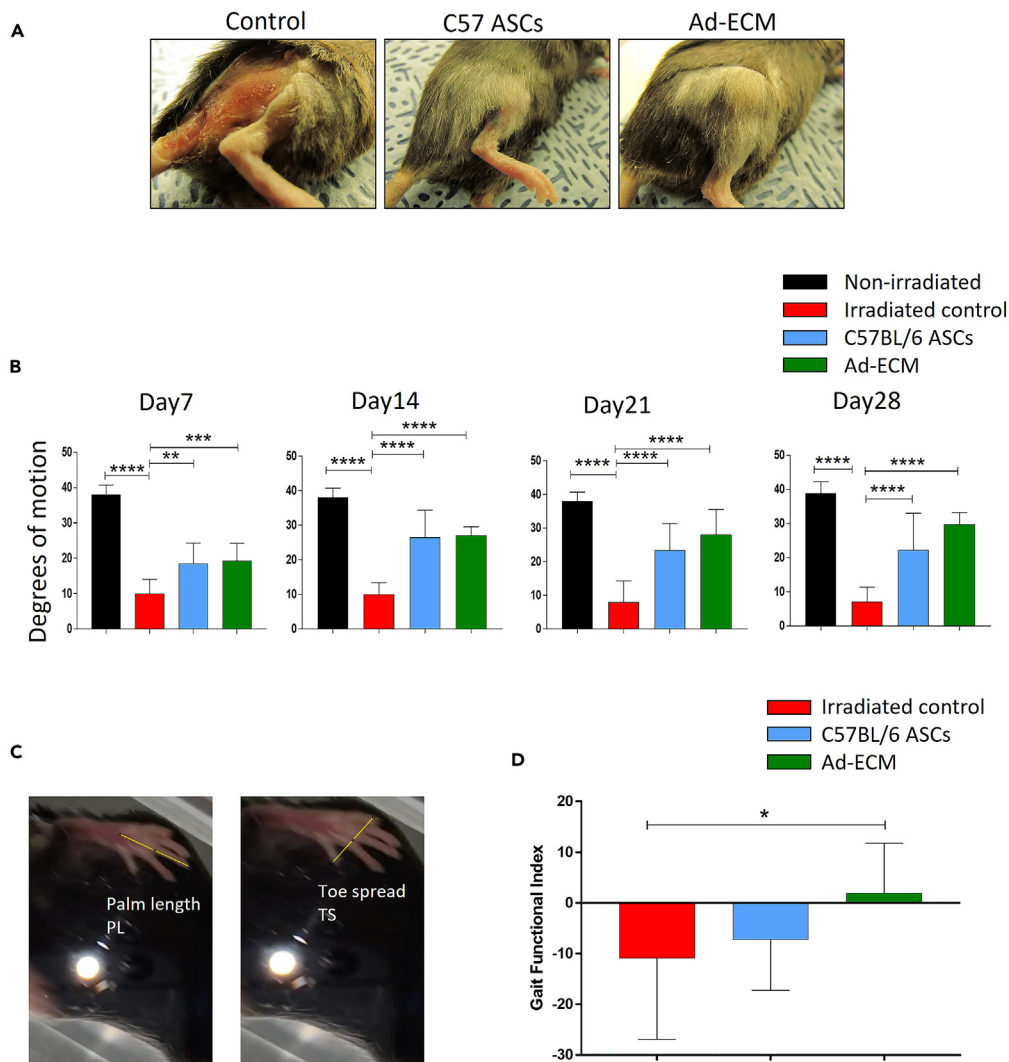 A
Control
C57 ASCs
Ad-ECM
Non-irradiated
Irradiated control
C57BL/6 ASCs
Ad-ECM
B
Degrees of motion
Day7
50
40
30
20
10
0
****
**
***
Day14
50
40
30
20
10
0
****
****
****
Day21
50
40
30
20
10
0
****
****
****
Day28
50
40
30
20
10
0
****
****
****
Irradiated control
C57BL/6 ASCs
Ad-ECM
C
Palm length
PL
Toe spread
TS
D
Gait Functional Index
20
10
0
-10
-20
-30
*